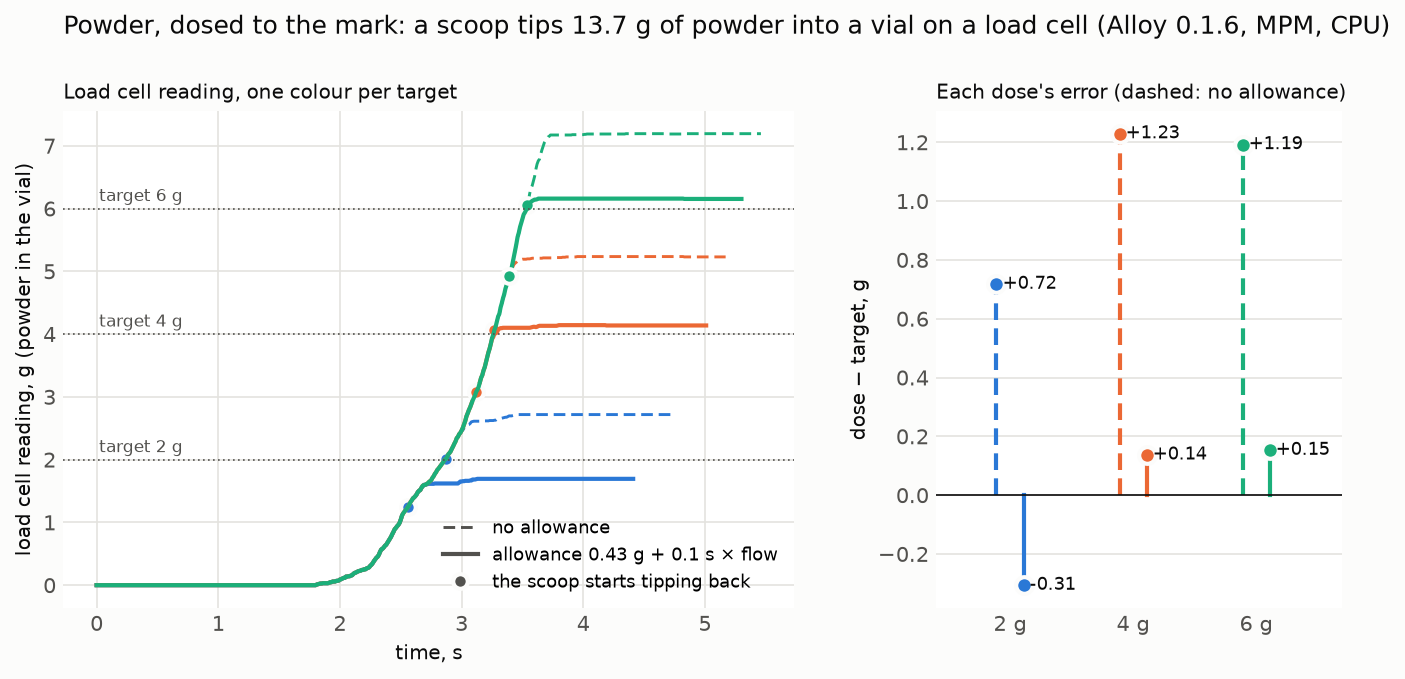 Powder, dosed to the mark: a scoop tips 13.7 g of powder into a vial on a load cell (Alloy 0.1.6, MPM, CPU)
Load cell reading, one colour per target
load cell reading, g (powder in the vial)
7
6
5
4
3
2
1
0
target 6 g
target 4 g
target 2 g
no allowance
allowance 0.43 g + 0.1 s × flow
the scoop starts tipping back
0 1 2 3 4 5
time, s
Each dose's error (dashed: no allowance)
dose − target, g
1.2
1.0
0.8
0.6
0.4
0.2
0.0
−0.2
+0.72
-0.31
+1.23
+0.14
+1.19
+0.15
2 g 4 g 6 g